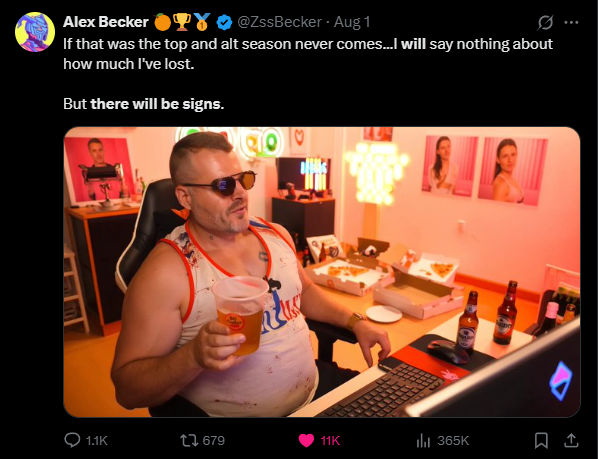 Alex Becker 🍊🏆🥇 @ZssBecker · Aug 1
If that was the top and alt season never comes...I will say nothing about
how much I've lost.
But there will be signs.
1.1K 679 11K 365K